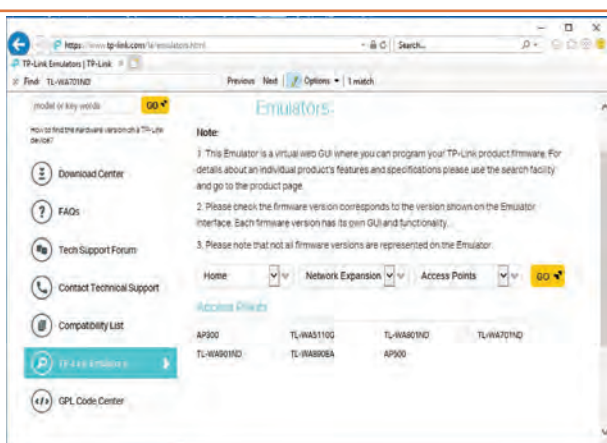 https://www.tp-link.com/
Search...
TP-Link Emulators | TP-Link
Find: TL-WA701ND
Previous Next Options 1 match
model or key words GO
How to find the hardware version on a TP-Link device?
Download Center
FAQs
Tech Support Forum
Contact Technical Support
Compatibility List
TP-Link Emulators
GPL Code Center
Emulators
Note:
1. This Emulator is a virtual web GUI where you can program your TP-Link product firmware. For
details about an individual product's features and specifications please use the search facility
and go to the product page.
2. Please check the firmware version corresponds to the version shown on the Emulator
interface. Each firmware version has its own GUI and functionality.
3. Please note that not all firmware versions are represented on the Emulator.
Home Network Expansion Access Points GO
Access Points
AP300 TL-WA5110G TL-WA801ND TL-WA701ND
TL-WA901ND TL-WA890EA AP500